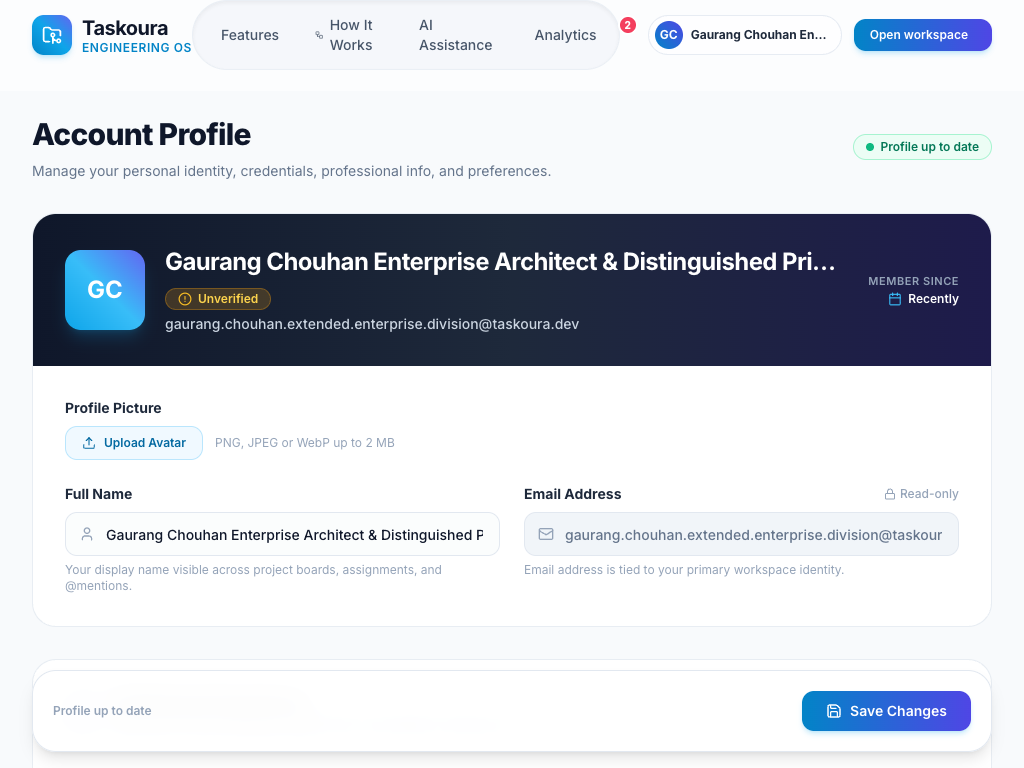 Taskoura
ENGINEERING OS
Features
How It
Works
AI
Assistance
Analytics
2
GC
Gaurang Chouhan En...
Open workspace
Account Profile
Manage your personal identity, credentials, professional info, and preferences.
Profile up to date
GC
Gaurang Chouhan Enterprise Architect & Distinguished Pri...
Unverified
gaurang.chouhan.extended.enterprise.division@taskoura.dev
MEMBER SINCE
Recently
Profile Picture
Upload Avatar
PNG, JPEG or WebP up to 2 MB
Full Name
Gaurang Chouhan Enterprise Architect & Distinguished P
Your display name visible across project boards, assignments, and
@mentions.
Email Address
Read-only
gaurang.chouhan.extended.enterprise.division@taskour
Email address is tied to your primary workspace identity.
Profile up to date
Save Changes